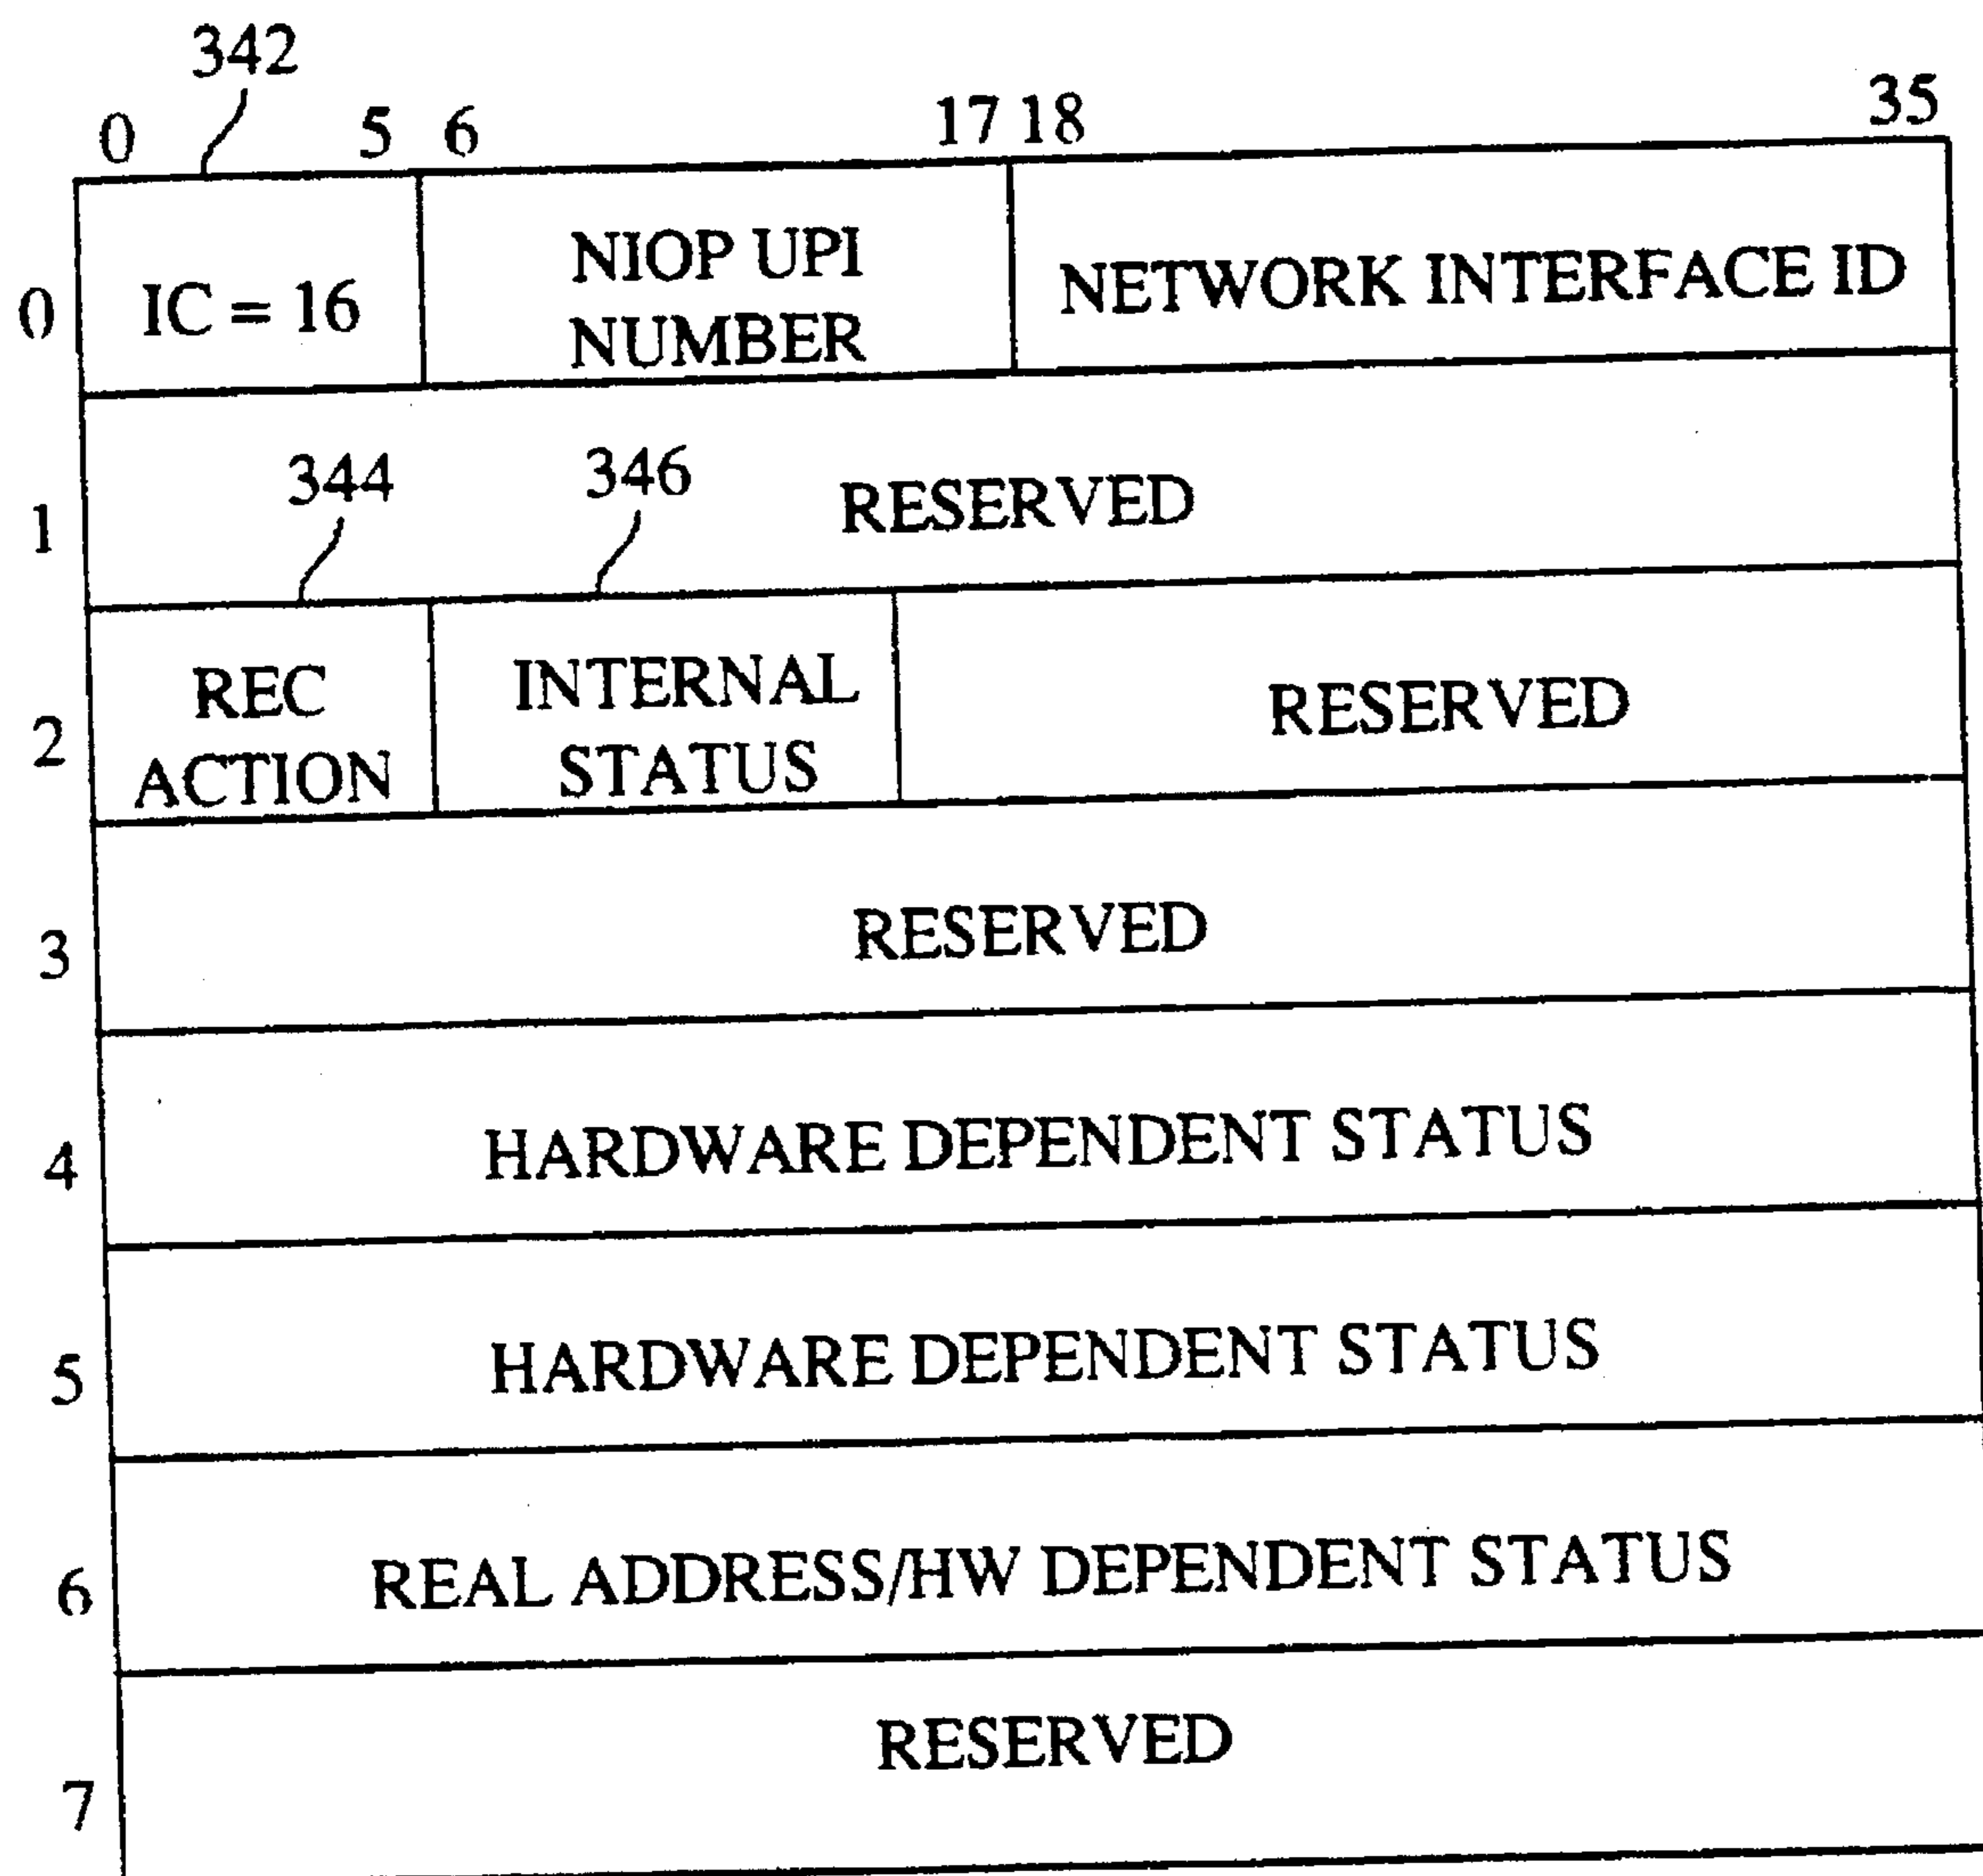 342
0 5 6 17 18 35
0 IC = 16 NIOP UPI NUMBER NETWORK INTERFACE ID
344 346
1 RESERVED
2 REC ACTION INTERNAL STATUS RESERVED
3 RESERVED
4 HARDWARE DEPENDENT STATUS
5 HARDWARE DEPENDENT STATUS
6 REAL ADDRESS/HW DEPENDENT STATUS
7 RESERVED